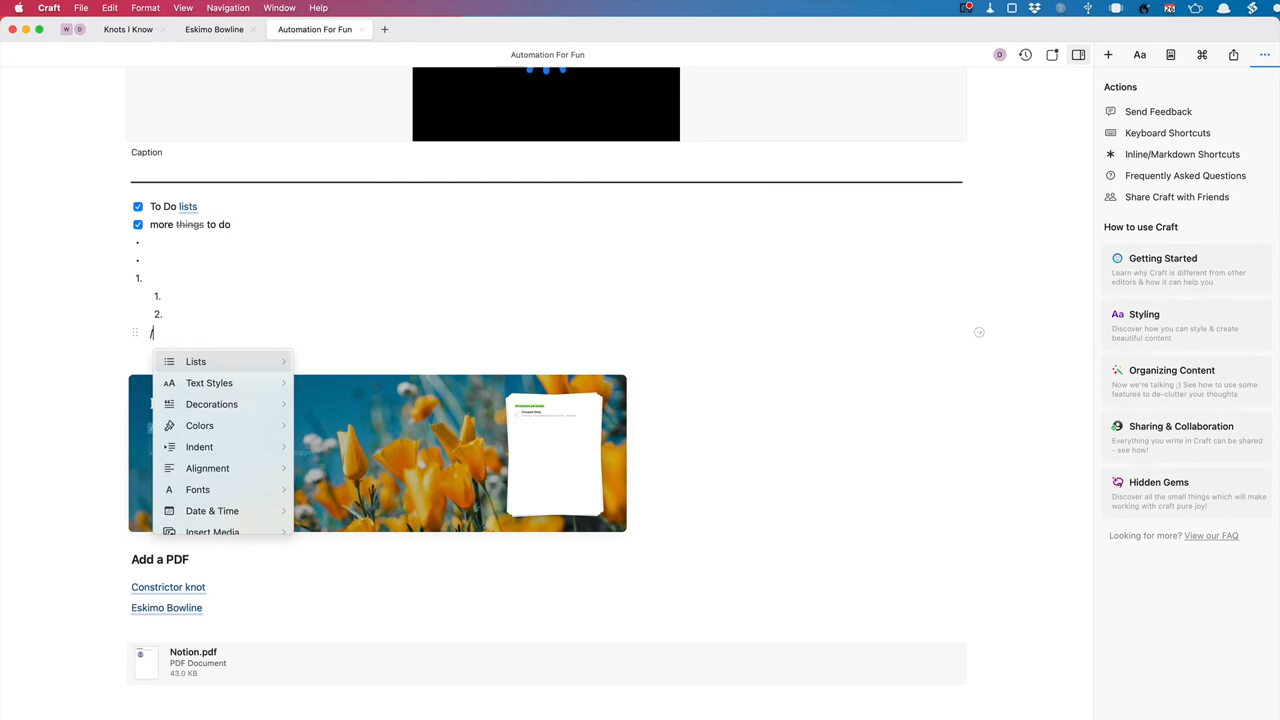 Craft File Edit Format View Navigation Window Help
W D Knots I Know Eskimo Bowline Automation For Fun
Automation For Fun
D
Aa
Caption
To Do lists
more things to do
•
•
1.
1.
2.
/
Lists
Text Styles
Decorations
Colors
Indent
Alignment
Fonts
Date & Time
Insert Media
Add a PDF
Constrictor knot
Eskimo Bowline
Notion.pdf
PDF Document
43.0 KB
Actions
Send Feedback
Keyboard Shortcuts
Inline/Markdown Shortcuts
Frequently Asked Questions
Share Craft with Friends
How to use Craft
Getting Started
Learn why Craft is different from other
editors & how it can help you
Aa Styling
Discover how you can style & create
beautiful content
Organizing Content
Now we're talking ;) See how to use some
features to de-clutter your thoughts
Sharing & Collaboration
Everything you write in Craft can be shared
- see how!
Hidden Gems
Discover all the small things which will make
working with craft pure joy!
Looking for more? View our FAQ